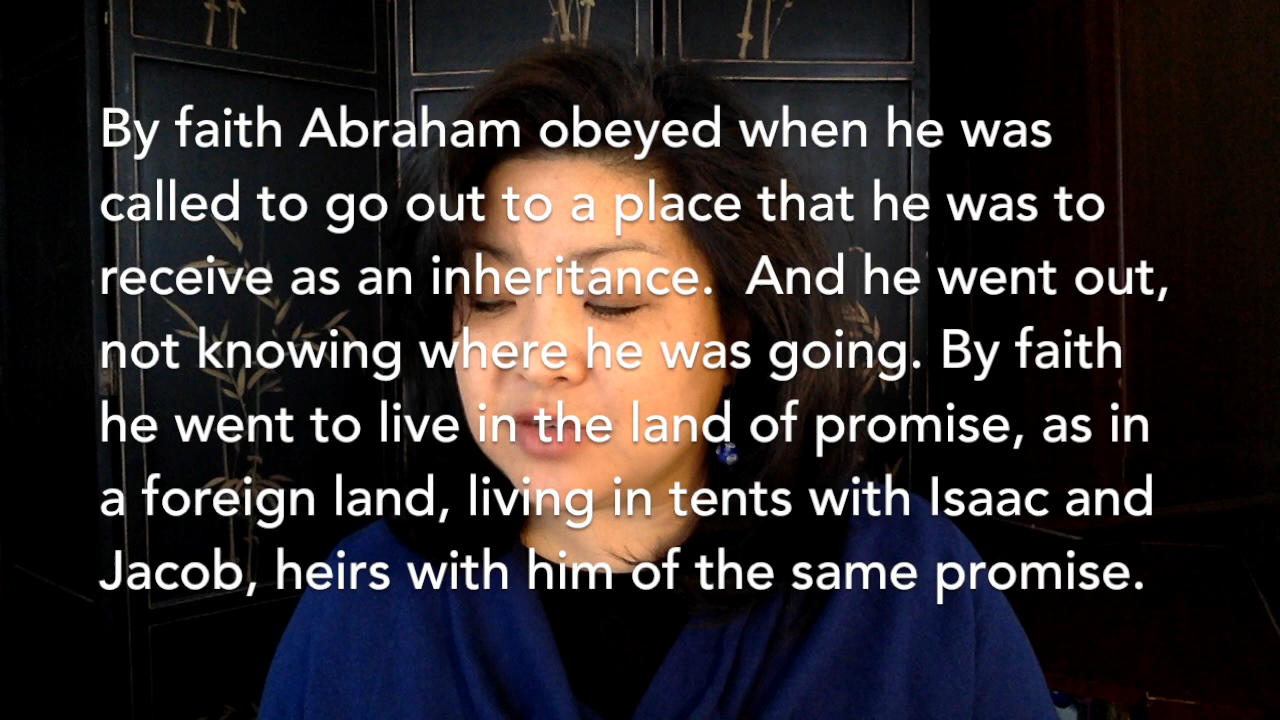 By faith Abraham obeyed when he was
called to go out to a place that he was to
receive as an inheritance.  And he went out,
not knowing where he was going. By faith
he went to live in the land of promise, as in
a foreign land, living in tents with Isaac and
Jacob, heirs with him of the same promise.